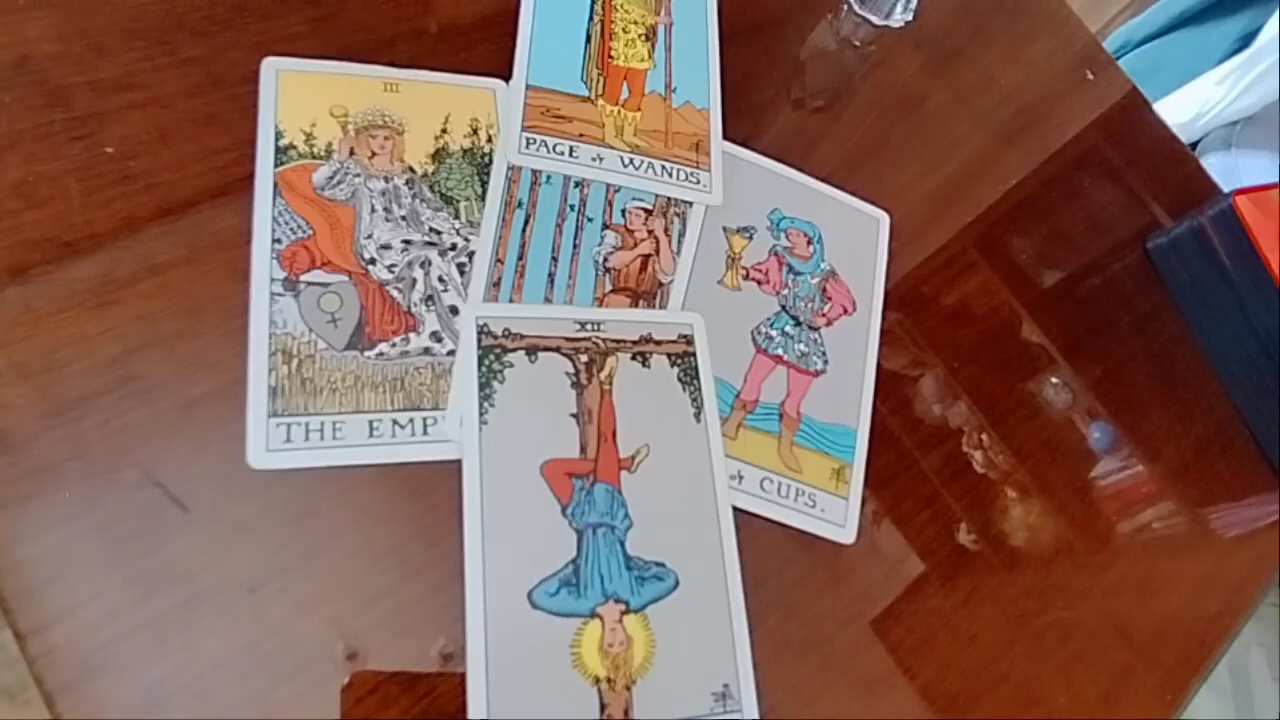 III
PAGE of WANDS.
XII
THE EMP
of CUPS.